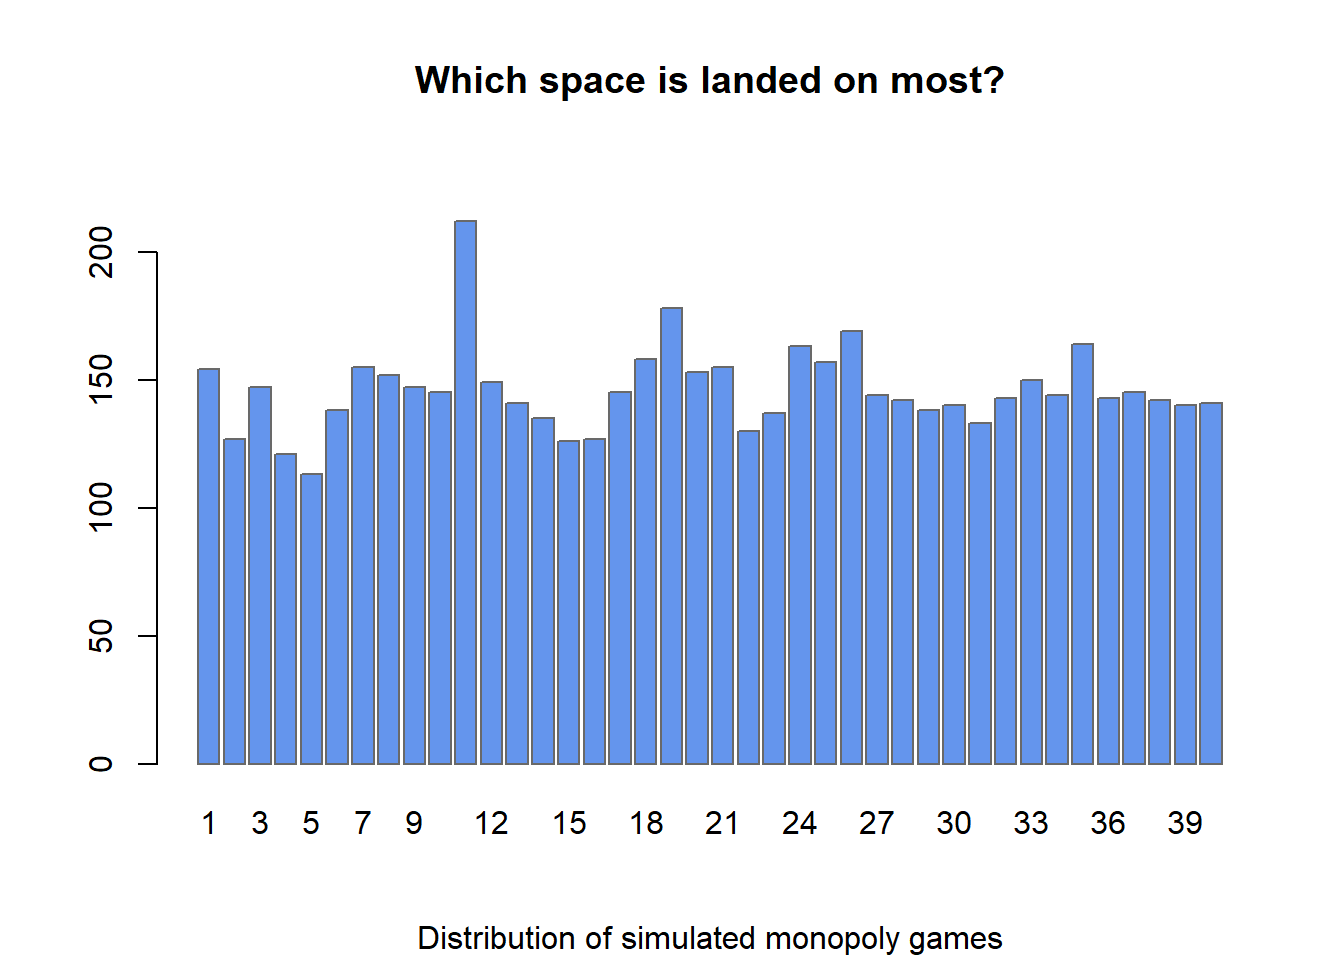 Which space is landed on most?
200
150
100
50
0
1 3 5 7 9 12 15 18 21 24 27 30 33 36 39
Distribution of simulated monopoly games